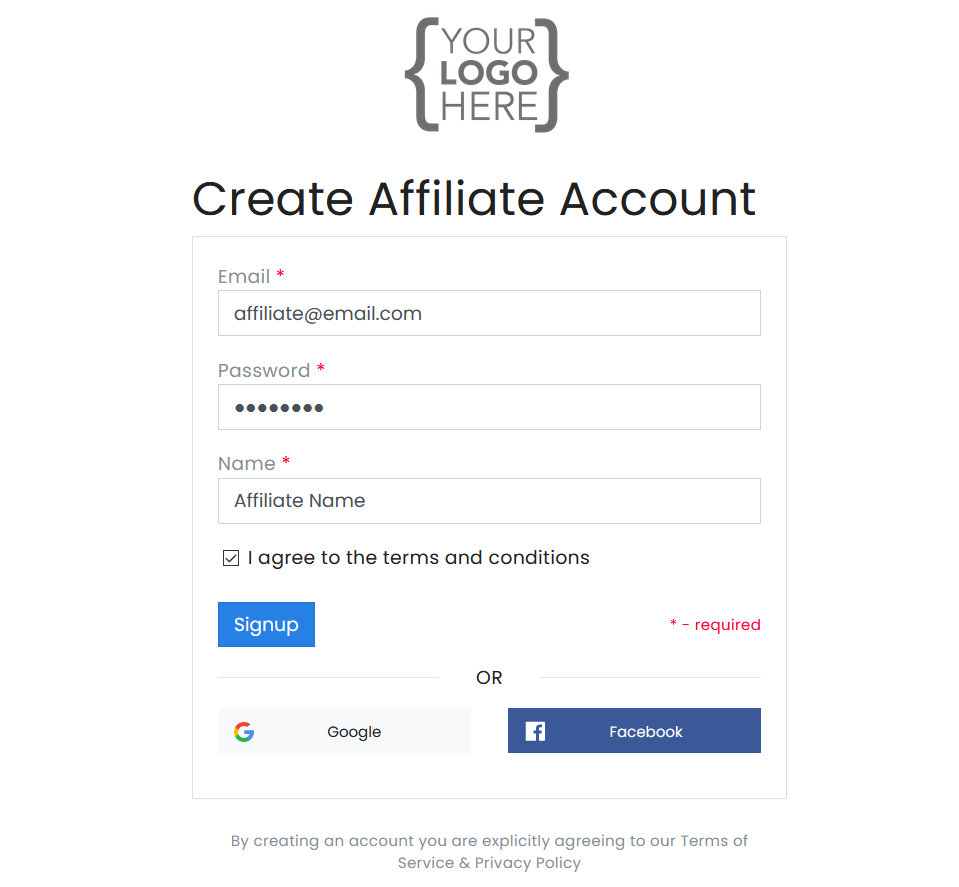 YOUR
LOGO
HERE
Create Affiliate Account
Email *
affiliate@email.com
Password *
••••••••
Name *
Affiliate Name
I agree to the terms and conditions
Signup
* - required
OR
Google
Facebook
By creating an account you are explicitly agreeing to our Terms of
Service & Privacy Policy